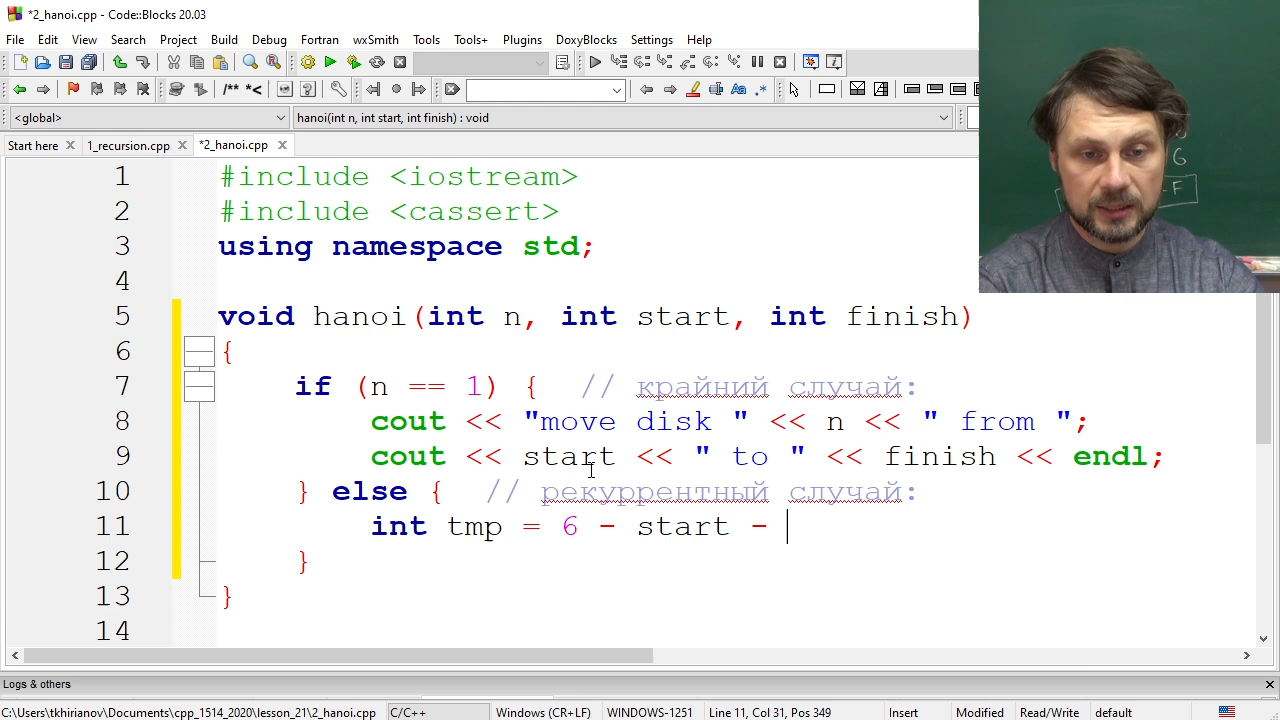 *2_hanoi.cpp - Code::Blocks 20.03
File Edit View Search Project Build Debug Fortran wxSmith Tools Tools+ Plugins DoxyBlocks Settings Help
/** *< Aa .*
<global> hanoi(int n, int start, int finish) : void
Start here 1_recursion.cpp *2_hanoi.cpp
1 #include <iostream>
2 #include <cassert>
3 using namespace std;
4
5 void hanoi(int n, int start, int finish)
6 {
7 if (n == 1) { // крайний случай:
8 cout << "move disk " << n << " from ";
9 cout << start << " to " << finish << endl;
10 } else { // рекуррентный случай:
11 int tmp = 6 - start -
12 }
13 }
14
6
- F
Logs & others
C:\Users\tkhirianov\Documents\cpp_1514_2020\lesson_21\2_hanoi.cpp C/C++ Windows (CR+LF) WINDOWS-1251 Line 11, Col 31, Pos 349 Insert Modified Read/Write default